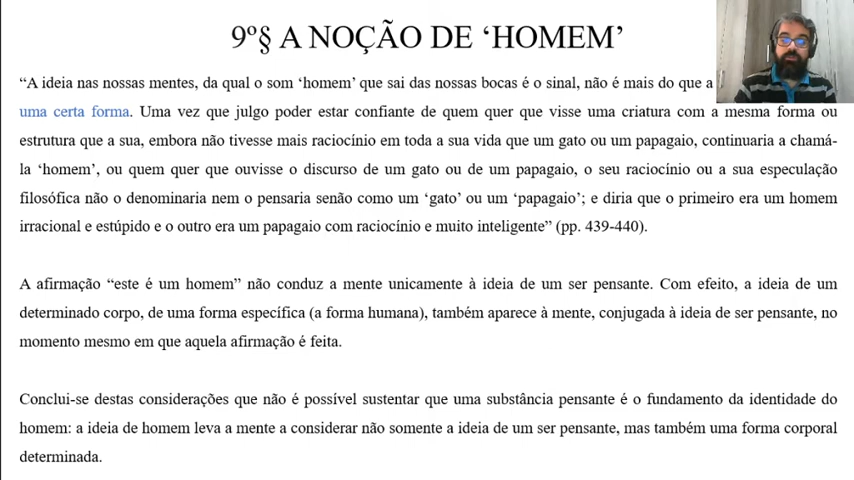 9º§ A NOÇÃO DE ‘HOMEM’
“A ideia nas nossas mentes, da qual o som ‘homem’ que sai das nossas bocas é o sinal, não é mais do que a
uma certa forma. Uma vez que julgo poder estar confiante de quem quer que visse uma criatura com a mesma forma ou
estrutura que a sua, embora não tivesse mais raciocínio em toda a sua vida que um gato ou um papagaio, continuaria a chamá-
la ‘homem’, ou quem quer que ouvisse o discurso de um gato ou de um papagaio, o seu raciocínio ou a sua especulação
filosófica não o denominaria nem o pensaria senão como um ‘gato’ ou um ‘papagaio’; e diria que o primeiro era um homem
irracional e estúpido e o outro era um papagaio com raciocínio e muito inteligente” (pp. 439-440).
A afirmação “este é um homem” não conduz a mente unicamente à ideia de um ser pensante. Com efeito, a ideia de um
determinado corpo, de uma forma específica (a forma humana), também aparece à mente, conjugada à ideia de ser pensante, no
momento mesmo em que aquela afirmação é feita.
Conclui-se destas considerações que não é possível sustentar que uma substância pensante é o fundamento da identidade do
homem: a ideia de homem leva a mente a considerar não somente a ideia de um ser pensante, mas também uma forma corporal
determinada.